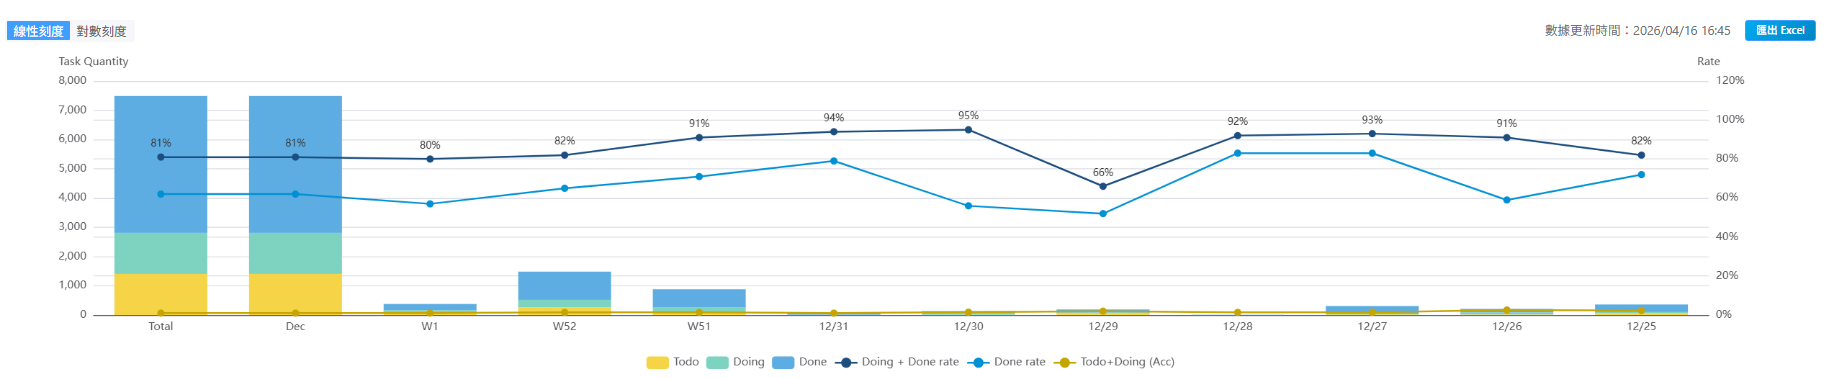 線性刻度 對數刻度 數據更新時間：2026/04/16 16:45 匯出 Excel
Task Quantity Rate
8,000 120%
7,000
6,000 100%
5,000 80%
4,000 60%
3,000 40%
2,000
1,000 20%
0 0%
81% 81% 80% 82% 91% 94% 95% 66% 92% 93% 91% 82%
Total Dec W1 W52 W51 12/31 12/30 12/29 12/28 12/27 12/26 12/25
Todo Doing Done Doing + Done rate Done rate Todo+Doing (Acc)